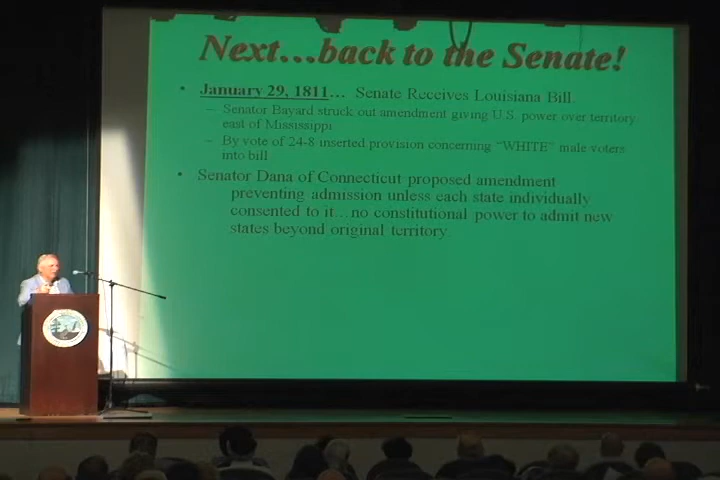 Next...back to the Senate!
• January 29, 1811... Senate Receives Louisiana Bill.
– Senator Bayard struck out amendment giving U.S. power over territory
east of Mississippi
– By vote of 24-8 inserted provision concerning "WHITE" male voters
into bill
• Senator Dana of Connecticut proposed amendment
preventing admission unless each state individually
consented to it...no constitutional power to admit new
states beyond original territory.